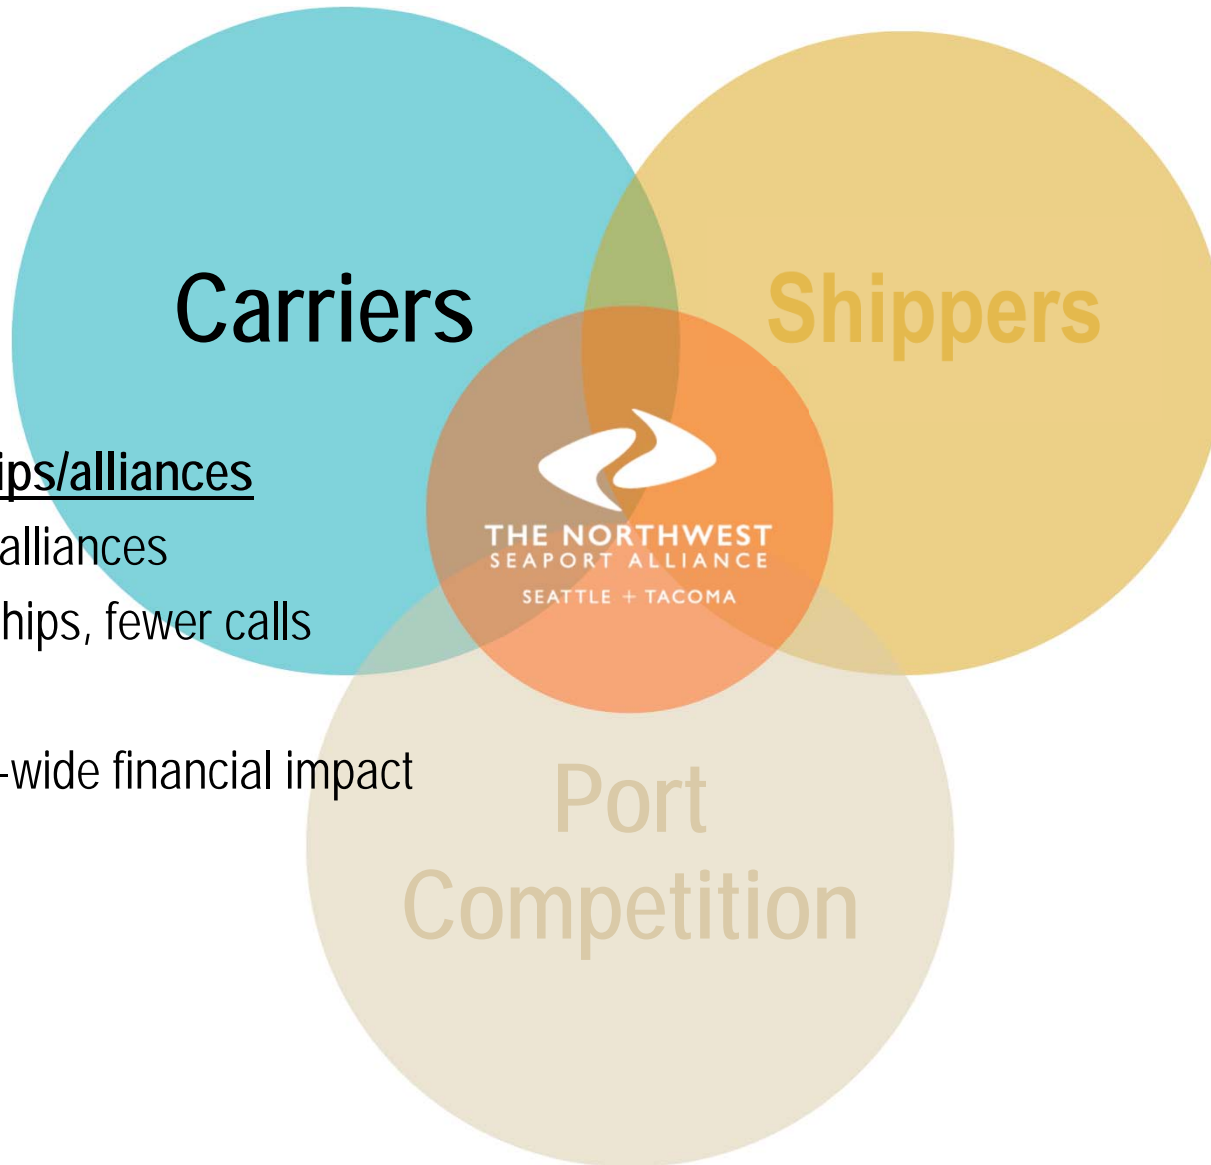 Carriers
Shippers
ips/alliances
alliances
hips, fewer calls
-wide financial impact
THE NORTHWEST
SEAPORT ALLIANCE
SEATTLE + TACOMA
Port
Competition